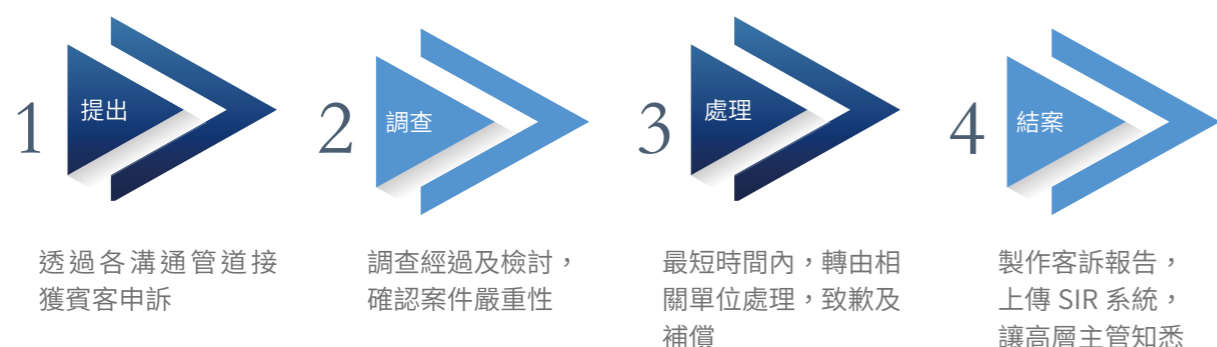 1
提出
透過各溝通管道接
獲賓客申訴
2
調查
調查經過及檢討，
確認案件嚴重性
3
處理
最短時間內，轉由相
關單位處理，致歉及
補償
4
結案
製作客訴報告，
上傳 SIR 系統，
讓高層主管知悉